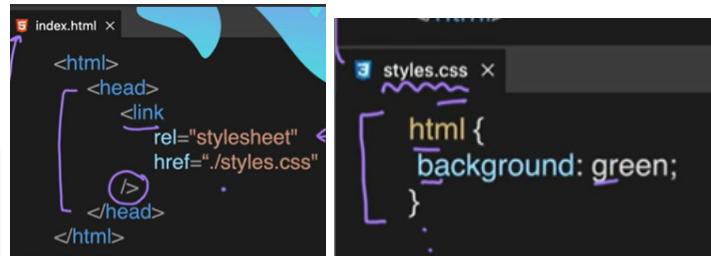 index.html ×
<html>
<head>
<link
rel="stylesheet"
href=“./styles.css"
/>
</head>
</html>
styles.css ×
html {
background: green;
}